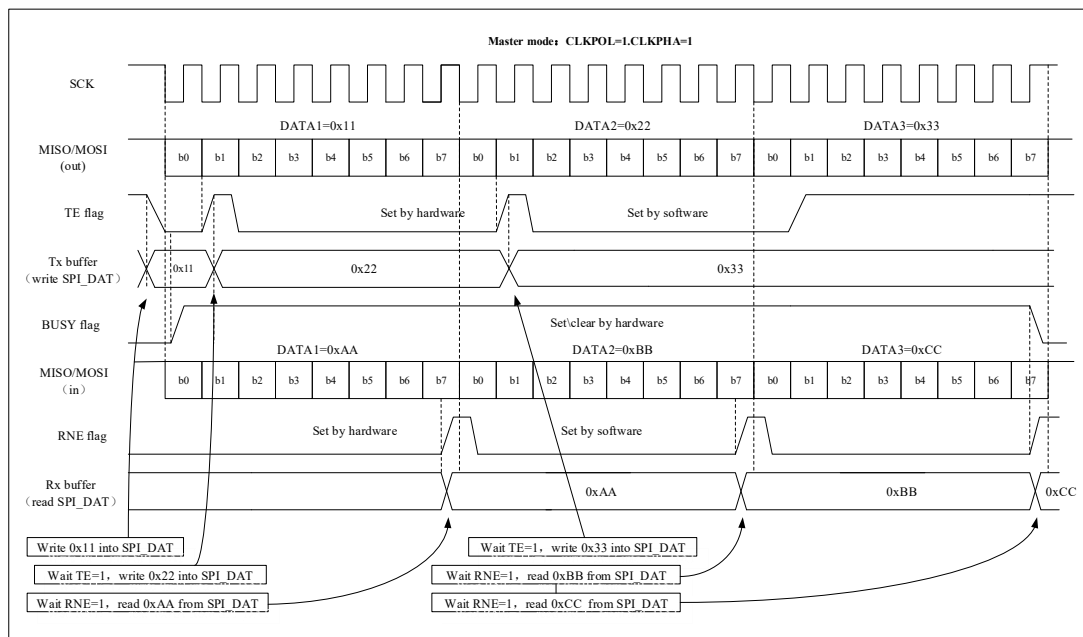 Master mode：CLKPOL=1.CLKPHA=1
SCK
DATA1=0x11 DATA2=0x22 DATA3=0x33
MISO/MOSI
(out)
b0 b1 b2 b3 b4 b5 b6 b7 b0 b1 b2 b3 b4 b5 b6 b7 b0 b1 b2 b3 b4 b5 b6 b7
TE flag
Set by hardware Set by software
Tx buffer
（write SPI_DAT）
0x11 0x22 0x33
BUSY flag
Set\clear by hardware
DATA1=0xAA DATA2=0xBB DATA3=0xCC
MISO/MOSI
（in）
b0 b1 b2 b3 b4 b5 b6 b7 b0 b1 b2 b3 b4 b5 b6 b7 b0 b1 b2 b3 b4 b5 b6 b7
RNE flag
Set by hardware Set by software
Rx buffer
（read SPI_DAT）
0xAA 0xBB 0xCC
Write 0x11 into SPI_DAT
Wait TE=1，write 0x33 into SPI_DAT
Wait TE=1，write 0x22 into SPI_DAT
Wait RNE=1，read 0xBB from SPI_DAT
Wait RNE=1，read 0xAA from SPI_DAT
Wait RNE=1，read 0xCC from SPI_DAT